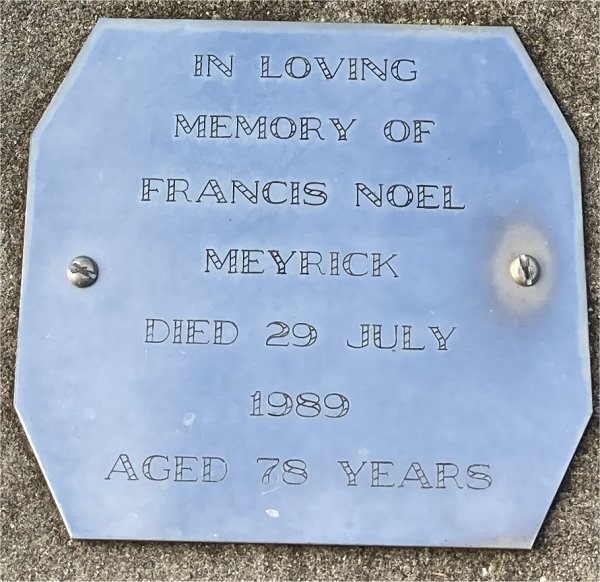 IN LOVING
MEMORY OF
FRANCIS NOEL
MEYRICK
DIED 29 JULY
1989
AGED 78 YEARS